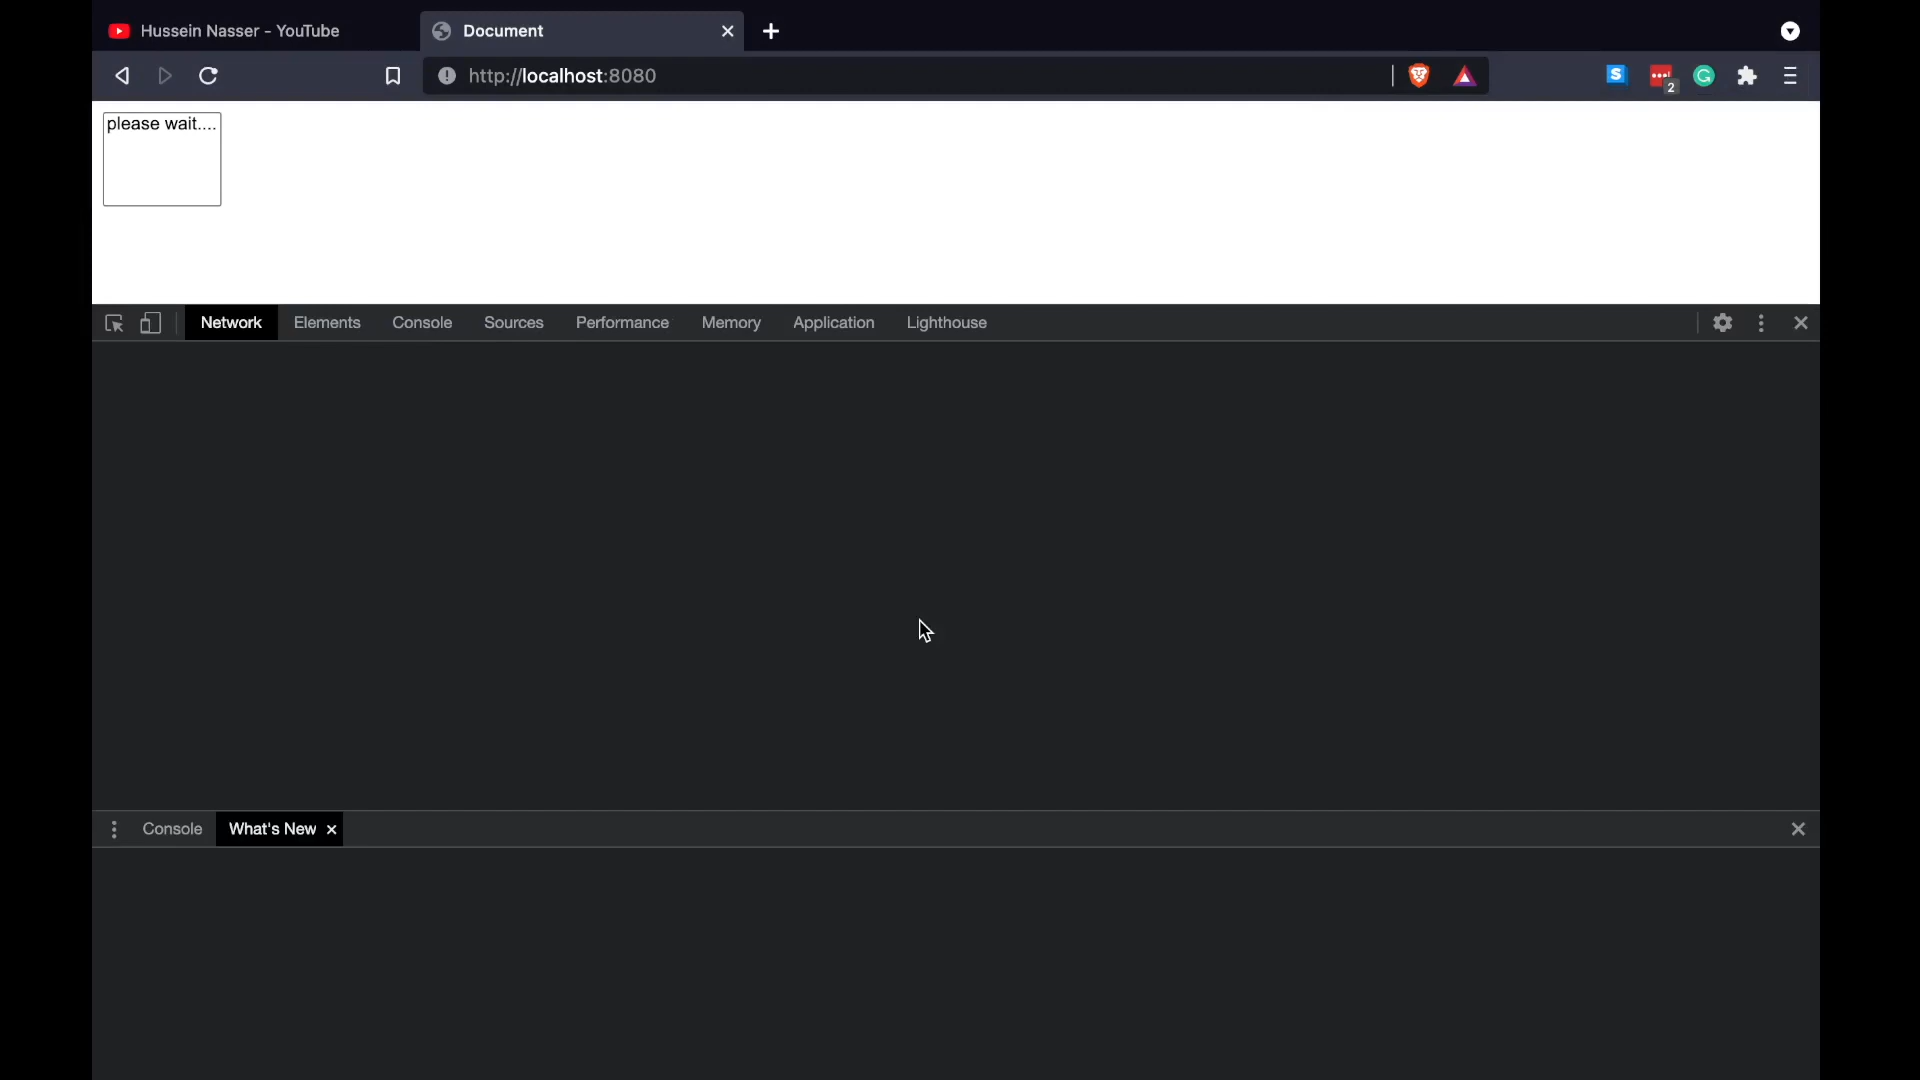 Hussein Nasser - YouTube
Document
http://localhost:8080
S
2
G
please wait....
Network Elements Console Sources Performance Memory Application Lighthouse
Console What's New